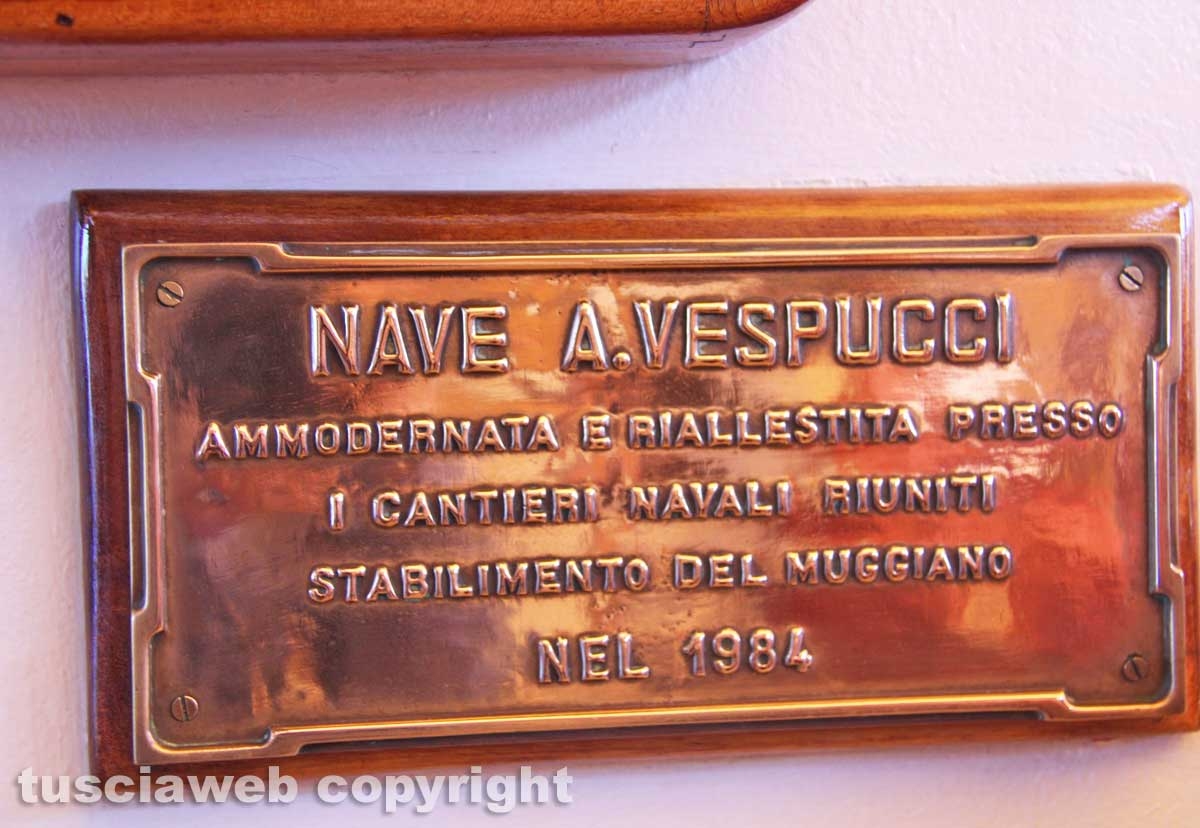 NAVE A. VESPUCCI
AMMODERNATA E RIALLESTITA PRESSO
I CANTIERI NAVALI RIUNITI
STABILIMENTO DEL MUGGIANO
NEL 1984
tusciaweb copyright